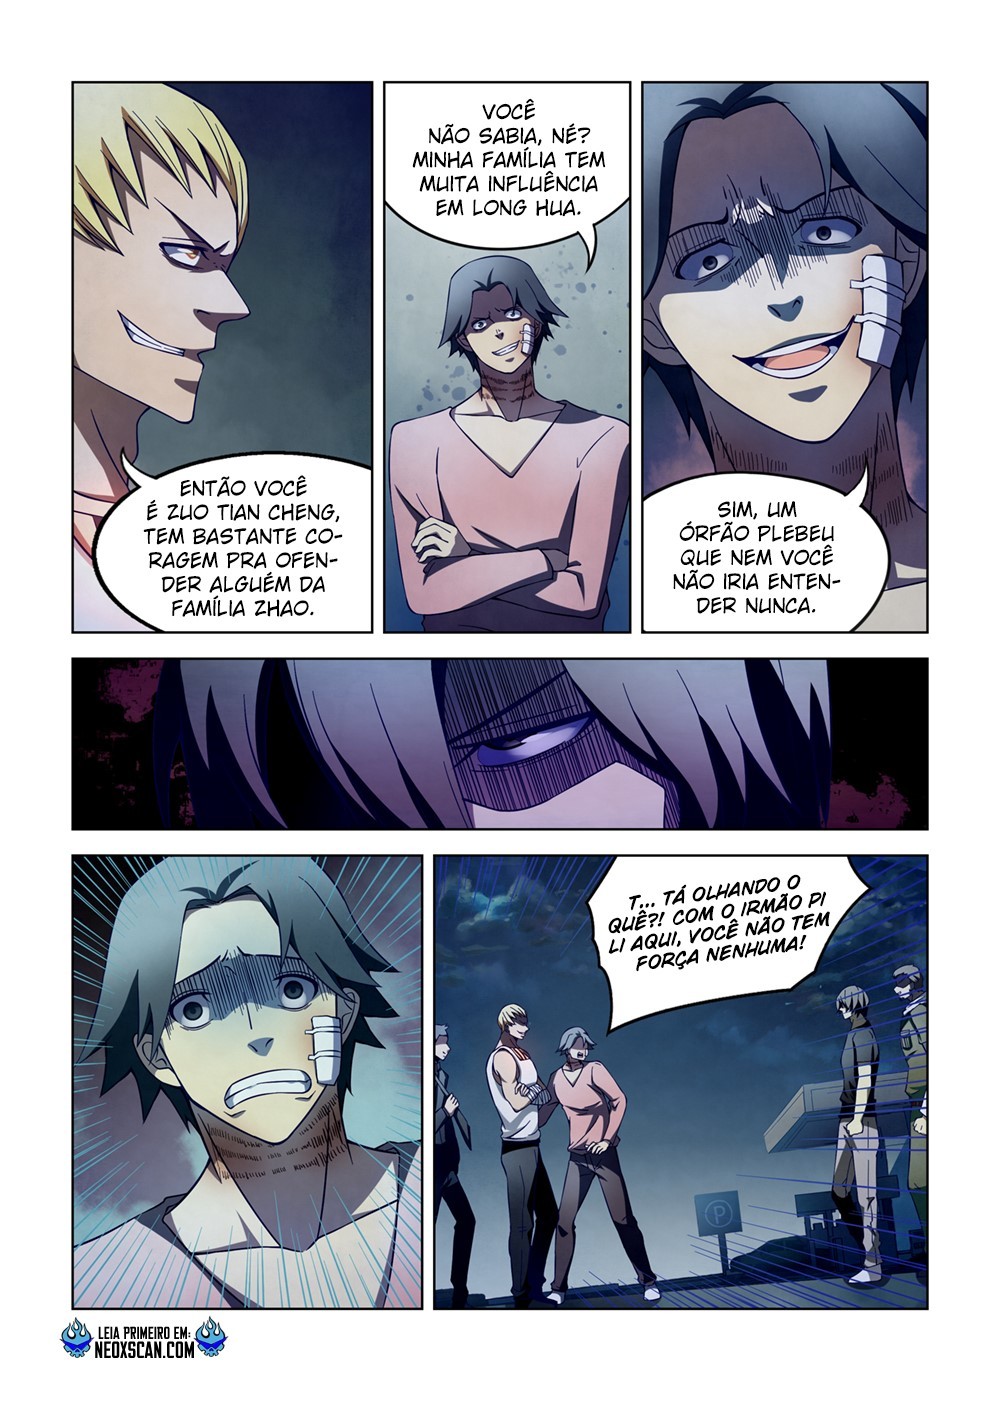 ENTÃO VOCÊ
É ZUO TIAN CHENG,
TEM BASTANTE CO-
RAGEM PRA OFEN-
DER ALGUÉM DA
FAMÍLIA ZHAO.
VOCÊ
NÃO SABIA, NÉ?
MINHA FAMÍLIA TEM
MUITA INFLUÊNCIA
EM LONG HUA.
SIM, UM
ÓRFÃO PLEBEU
QUE NEM VOCÊ
NÃO IRIA ENTEN-
DER NUNCA.
T... TÁ OLHANDO O
QUÊ?! COM O IRMÃO PI
LI AQUI, VOCÊ NÃO TEM
FORÇA NENHUMA!
P
LEIA PRIMEIRO EM:
NEOXSCAN.COM